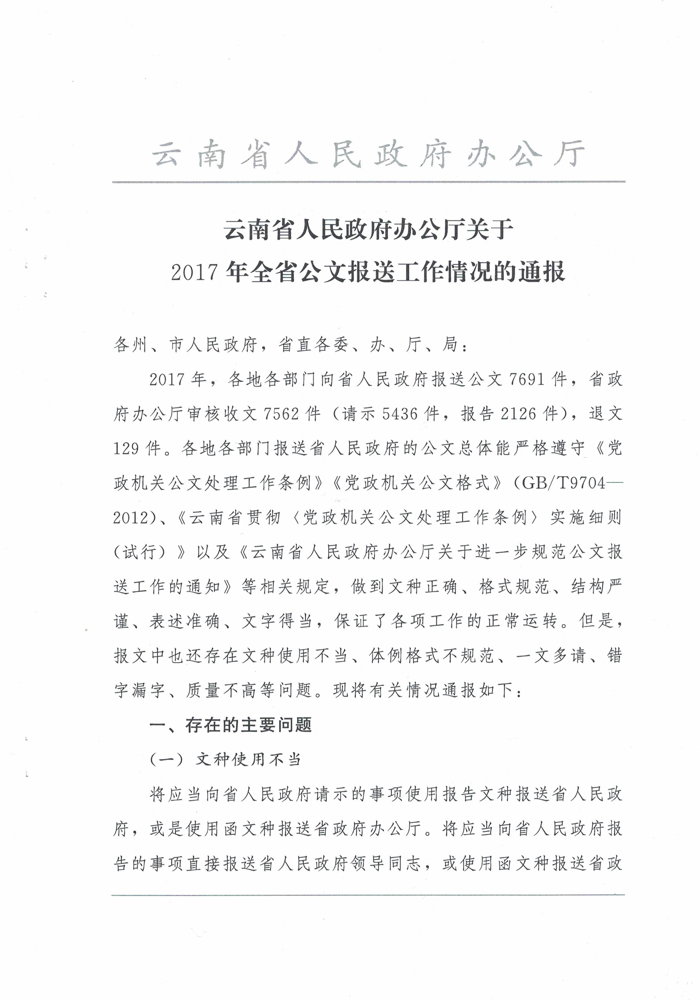 云南省人民政府办公厅
云南省人民政府办公厅关于
2017年全省公文报送工作情况的通报
各州、市人民政府，省直各委、办、厅、局：
2017年，各地各部门向省人民政府报送公文7691件，省政
府办公厅审核收文7562件（请示5436件，报告2126件），退文
129件。各地各部门报送省人民政府的公文总体能严格遵守《党
政机关公文处理工作条例》《党政机关公文格式》（GB/T9704—
2012）、《云南省贯彻〈党政机关公文处理工作条例〉实施细则
（试行）》以及《云南省人民政府办公厅关于进一步规范公文报
送工作的通知》等相关规定，做到文种正确、格式规范、结构严
谨、表述准确、文字得当，保证了各项工作的正常运转。但是，
报文中也还存在文种使用不当、体例格式不规范、一文多请、错
字漏字、质量不高等问题。现将有关情况通报如下：
一、存在的主要问题
（一）文种使用不当
将应当向省人民政府请示的事项使用报告文种报送省人民政
府，或是使用函文种报送省政府办公厅。将应当向省人民政府报
告的事项直接报送省人民政府领导同志，或使用函文种报送省政